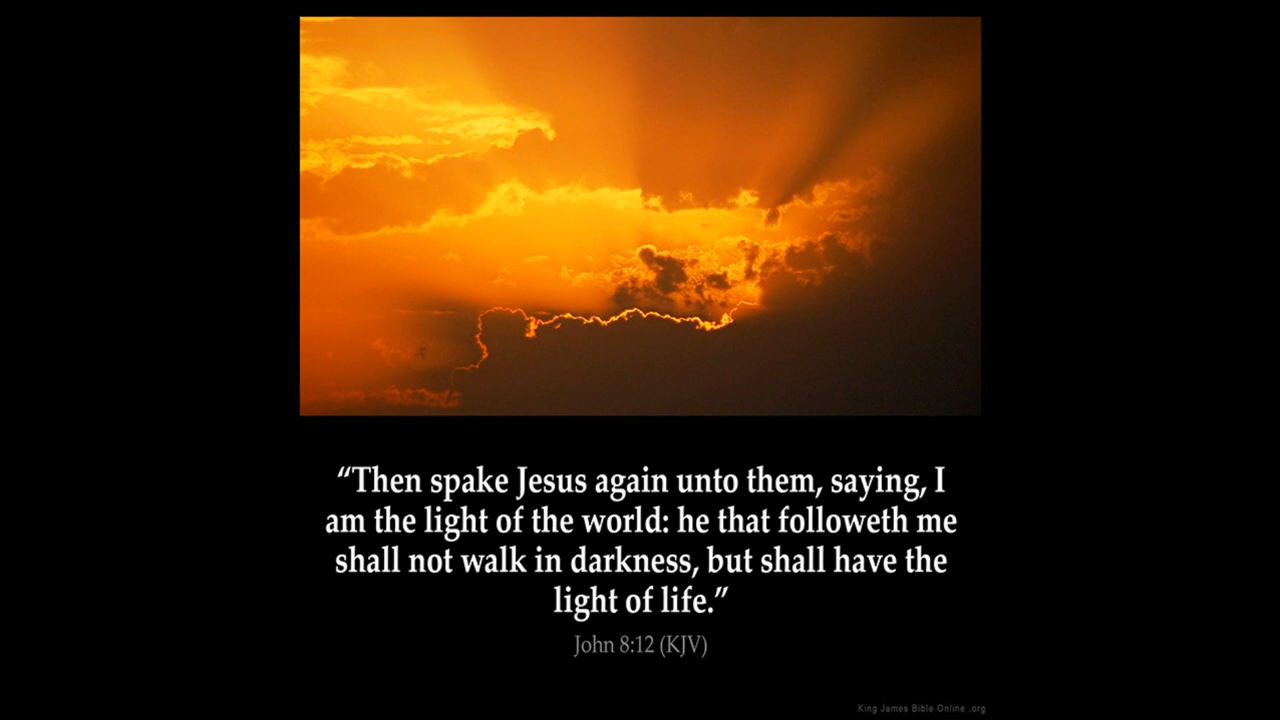 “Then spake Jesus again unto them, saying, I
am the light of the world: he that followeth me
shall not walk in darkness, but shall have the
light of life.”
John 8:12 (KJV)
King James Bible Online .org